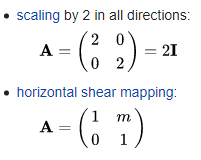 • scaling by 2 in all directions:
A = ( 2 0
0 2 ) = 2I
• horizontal shear mapping:
A = ( 1 m
0 1 )